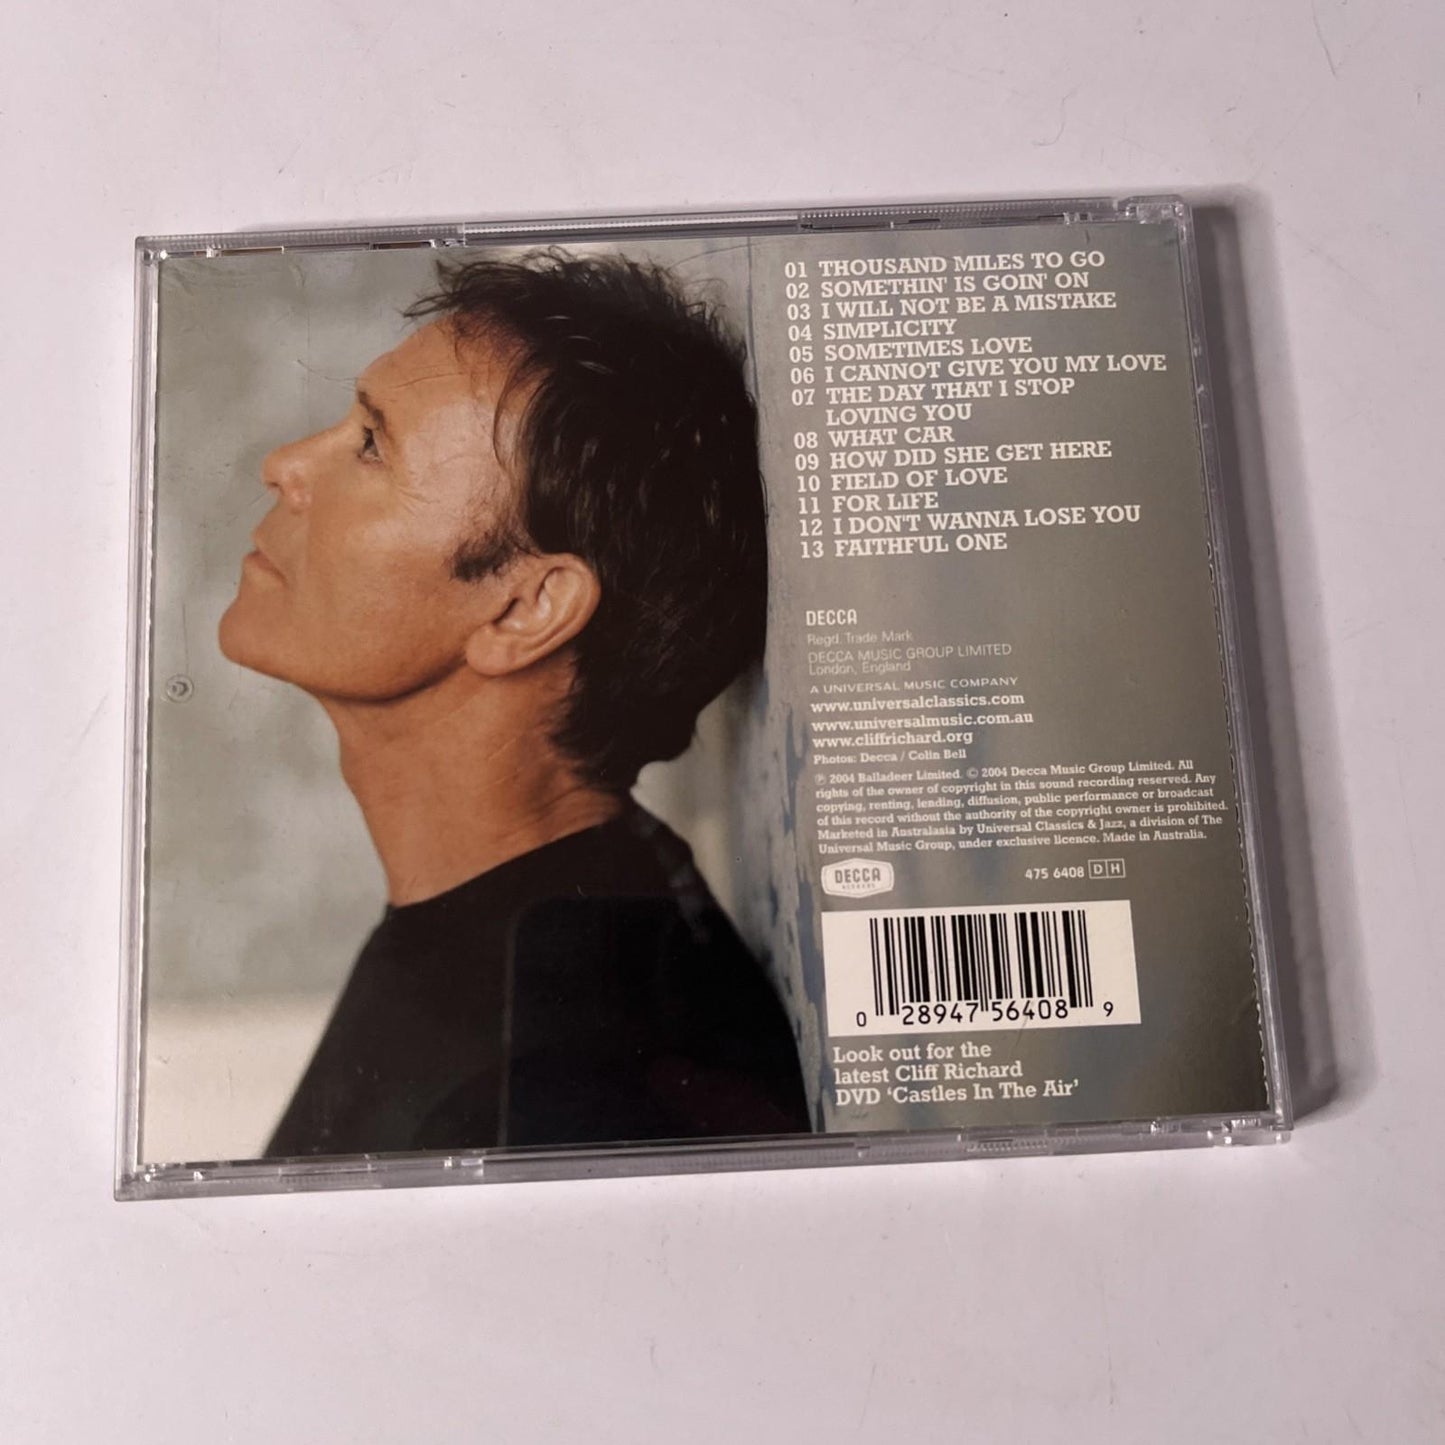 01 THOUSAND MILES TO GO
02 SOMETHIN' IS GOIN' ON
03 I WILL NOT BE A MISTAKE
04 SIMPLICITY
05 SOMETIMES LOVE
06 I CANNOT GIVE YOU MY LOVE
07 THE DAY THAT I STOP
LOVING YOU
08 WHAT CAR
09 HOW DID SHE GET HERE
10 FIELD OF LOVE
11 FOR LIFE
12 I DON'T WANNA LOSE YOU
13 FAITHFUL ONE
DECCA
Regd. Trade Mark
DECCA MUSIC GROUP LIMITED
London, England
A UNIVERSAL MUSIC COMPANY
www.universalclassics.com
www.universalmusic.com.au
www.cliffrichard.org
Photos: Decca / Colin Bell
℗ 2004 Balladeer Limited. © 2004 Decca Music Group Limited. All
rights of the owner of copyright in this sound recording reserved. Any
copying, renting, lending, diffusion, public performance or broadcast
of this record without the authority of the copyright owner is prohibited.
Marketed in Australasia by Universal Classics & Jazz, a division of The
Universal Music Group, under exclusive licence. Made in Australia.
DECCA
RECORDS
475 6408 DH
0 28947 56408 9
Look out for the
latest Cliff Richard
DVD 'Castles In The Air'